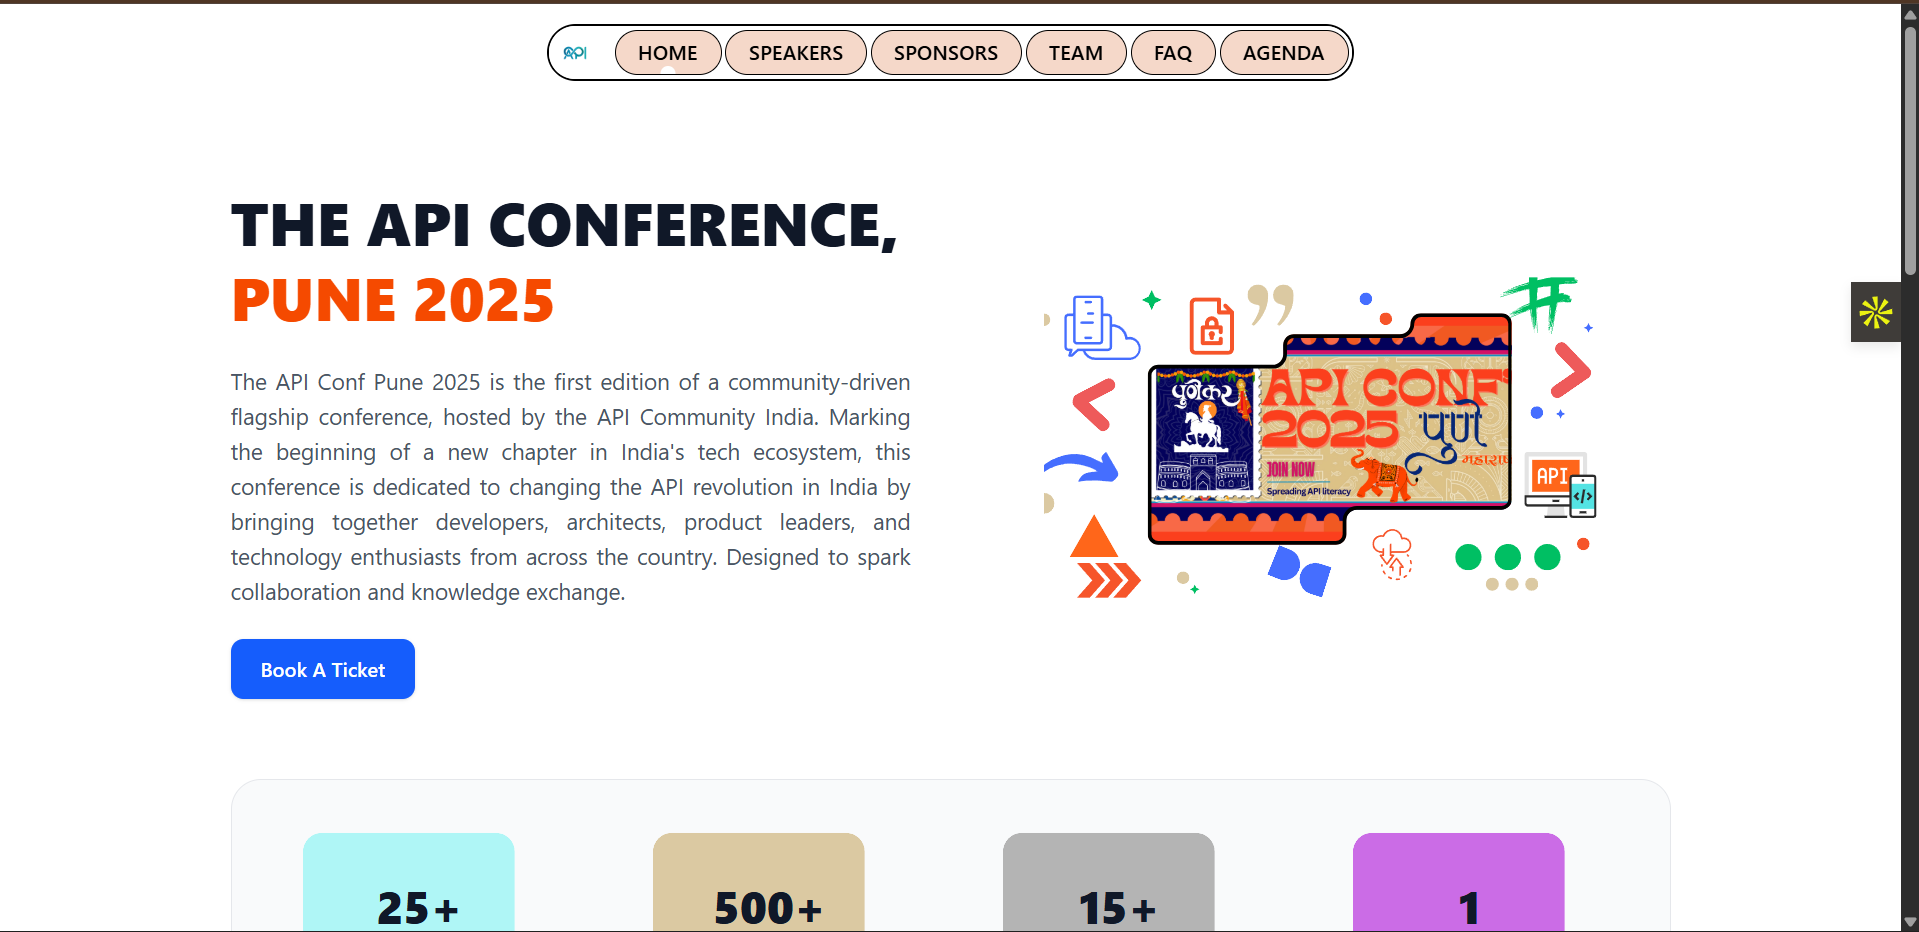 API
HOME
SPEAKERS
SPONSORS
TEAM
FAQ
AGENDA
THE API CONFERENCE,
PUNE 2025
The API Conf Pune 2025 is the first edition of a community-driven
flagship conference, hosted by the API Community India. Marking
the beginning of a new chapter in India's tech ecosystem, this
conference is dedicated to changing the API revolution in India by
bringing together developers, architects, product leaders, and
technology enthusiasts from across the country. Designed to spark
collaboration and knowledge exchange.
Book A Ticket
पुणेकर
API CONF'
2025
पुणे
JOIN NOW
Spreading API literacy
API
</>
25+
500+
15+
1